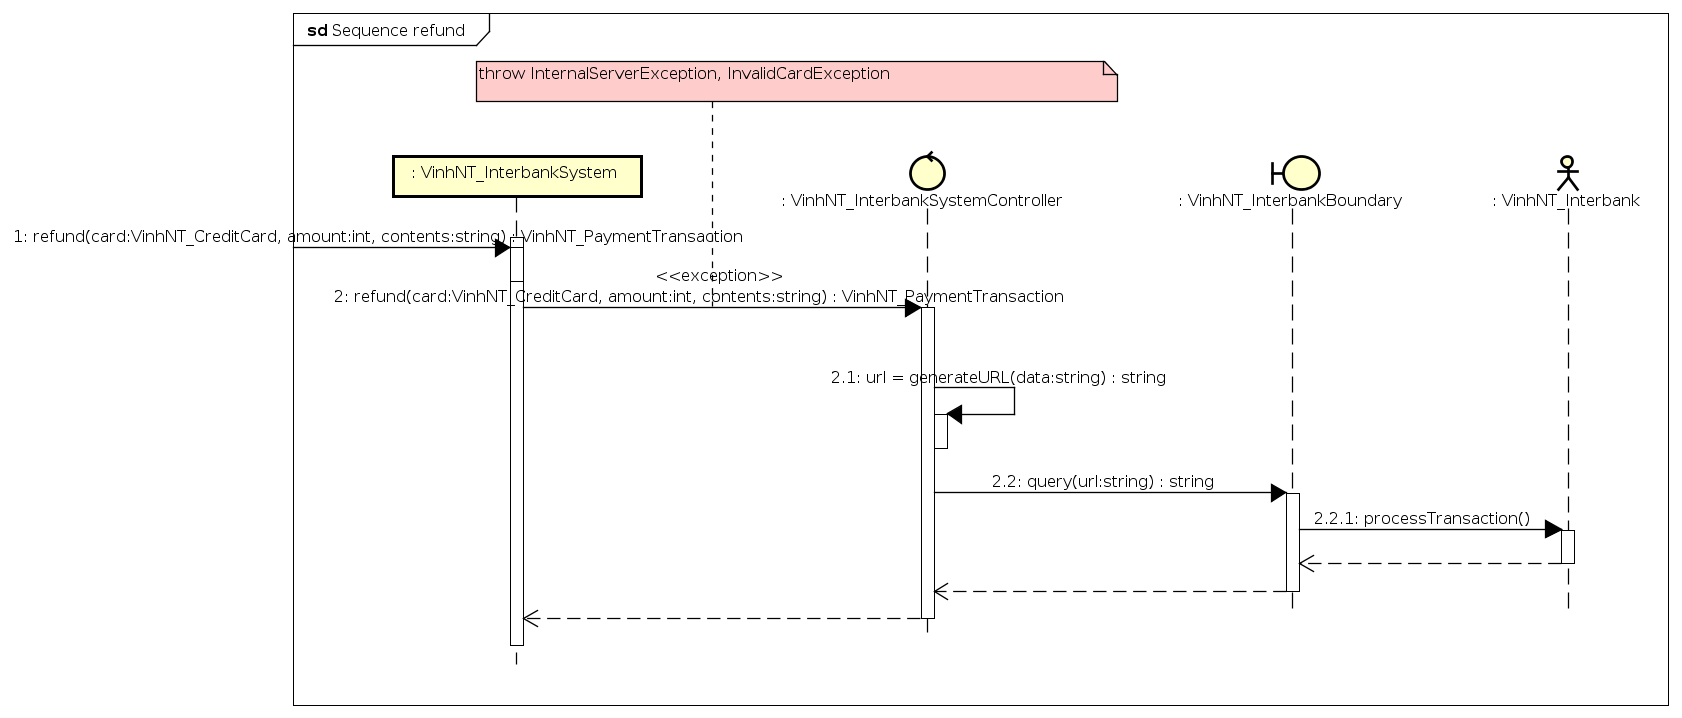 sd Sequence refund
throw InternalServerException, InvalidCardException
: VinhNT_InterbankSystem
: VinhNT_InterbankSystemController
: VinhNT_InterbankBoundary
: VinhNT_Interbank
1: refund(card:VinhNT_CreditCard, amount:int, contents:string) : VinhNT_PaymentTransaction
<<exception>>
2: refund(card:VinhNT_CreditCard, amount:int, contents:string) : VinhNT_PaymentTransaction
2.1: url = generateURL(data:string) : string
2.2: query(url:string) : string
2.2.1: processTransaction()